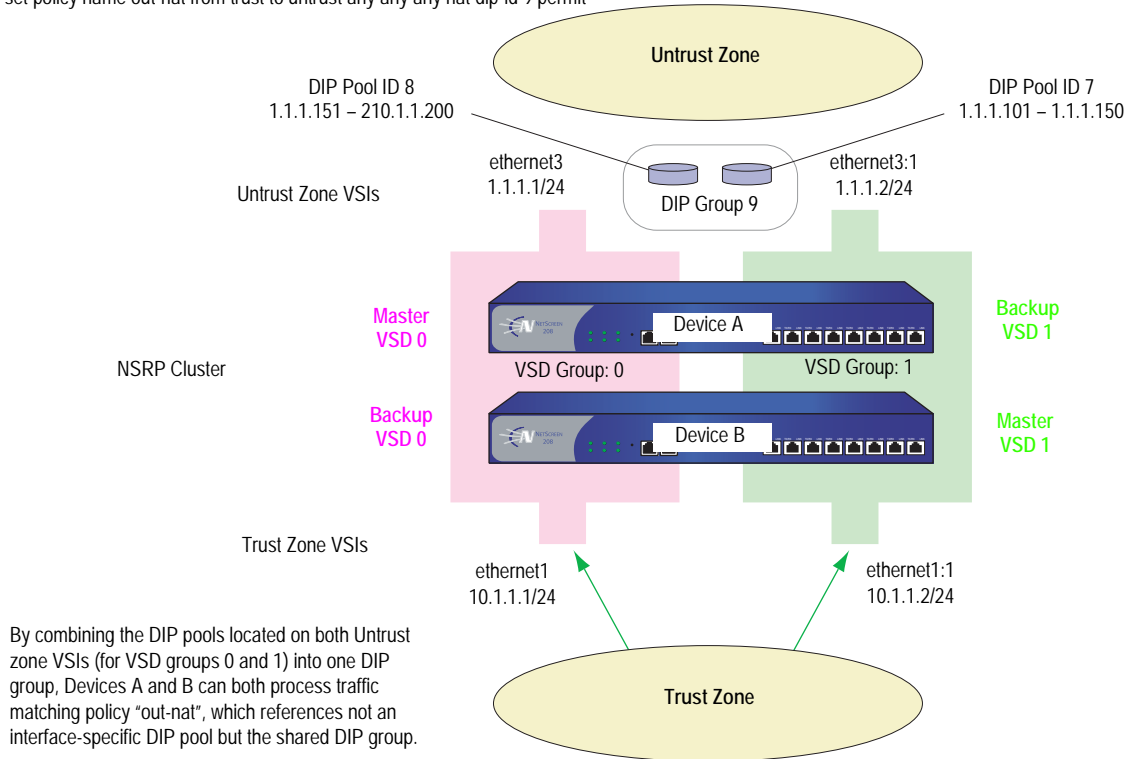 set policy name out-nat from trust to untrust any any any nat dip-id 9 permit
Untrust Zone
DIP Pool ID 8
1.1.1.151 – 210.1.1.200
DIP Pool ID 7
1.1.1.101 – 1.1.1.150
ethernet3
1.1.1.1/24
ethernet3:1
1.1.1.2/24
Untrust Zone VSIs
DIP Group 9
Master
VSD 0
NETSCREEN
208
Device A
Backup
VSD 1
NSRP Cluster
VSD Group: 0
VSD Group: 1
Backup
VSD 0
NETSCREEN
208
Device B
Master
VSD 1
Trust Zone VSIs
ethernet1
10.1.1.1/24
ethernet1:1
10.1.1.2/24
By combining the DIP pools located on both Untrust
zone VSIs (for VSD groups 0 and 1) into one DIP
group, Devices A and B can both process traffic
matching policy “out-nat”, which references not an
interface-specific DIP pool but the shared DIP group.
Trust Zone